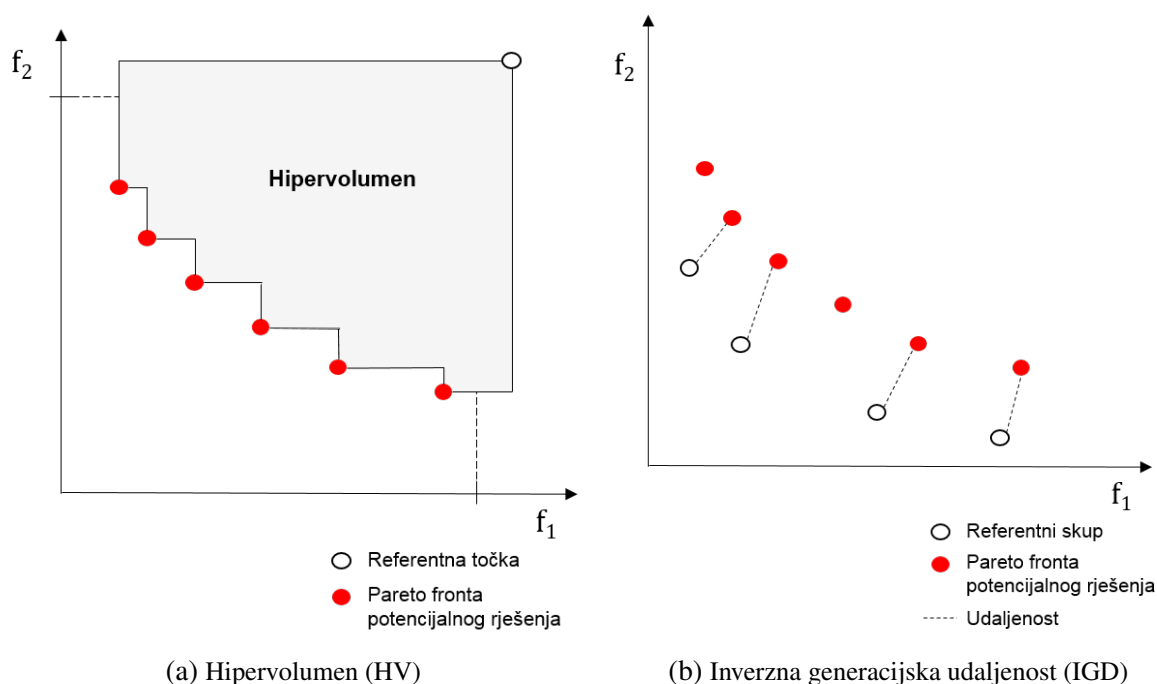 f2
Hipervolumen
f1
Referentna točka
Pareto fronta
potencijalnog rješenja
(a) Hipervolumen (HV)
f2
f1
Referentni skup
Pareto fronta
potencijalnog rješenja
Udaljenost
(b) Inverzna generacijska udaljenost (IGD)